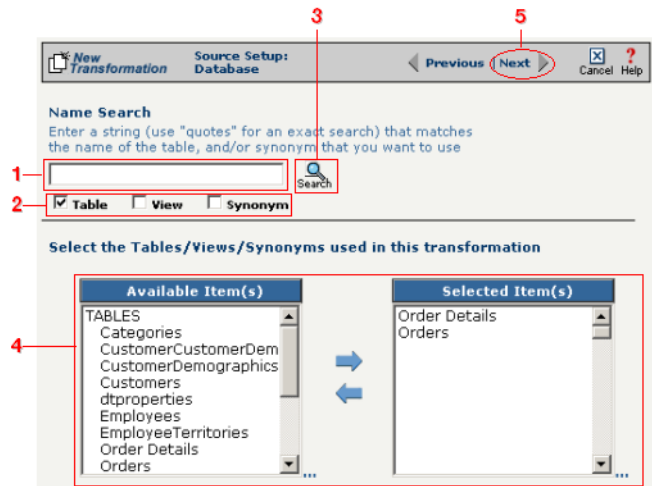 3
5
New
Transformation
Source Setup:
Database
Previous
Next
Cancel
Help
Name Search
Enter a string (use "quotes" for an exact search) that matches
the name of the table, and/or synonym that you want to use
1
Search
2
Table View Synonym
Select the Tables/Views/Synonyms used in this transformation
Available Item(s)
TABLES
Categories
CustomerCustomerDem
CustomerDemographics
Customers
dtproperties
Employees
EmployeeTerritories
Order Details
Orders
...
4
Selected Item(s)
Order Details
Orders
...